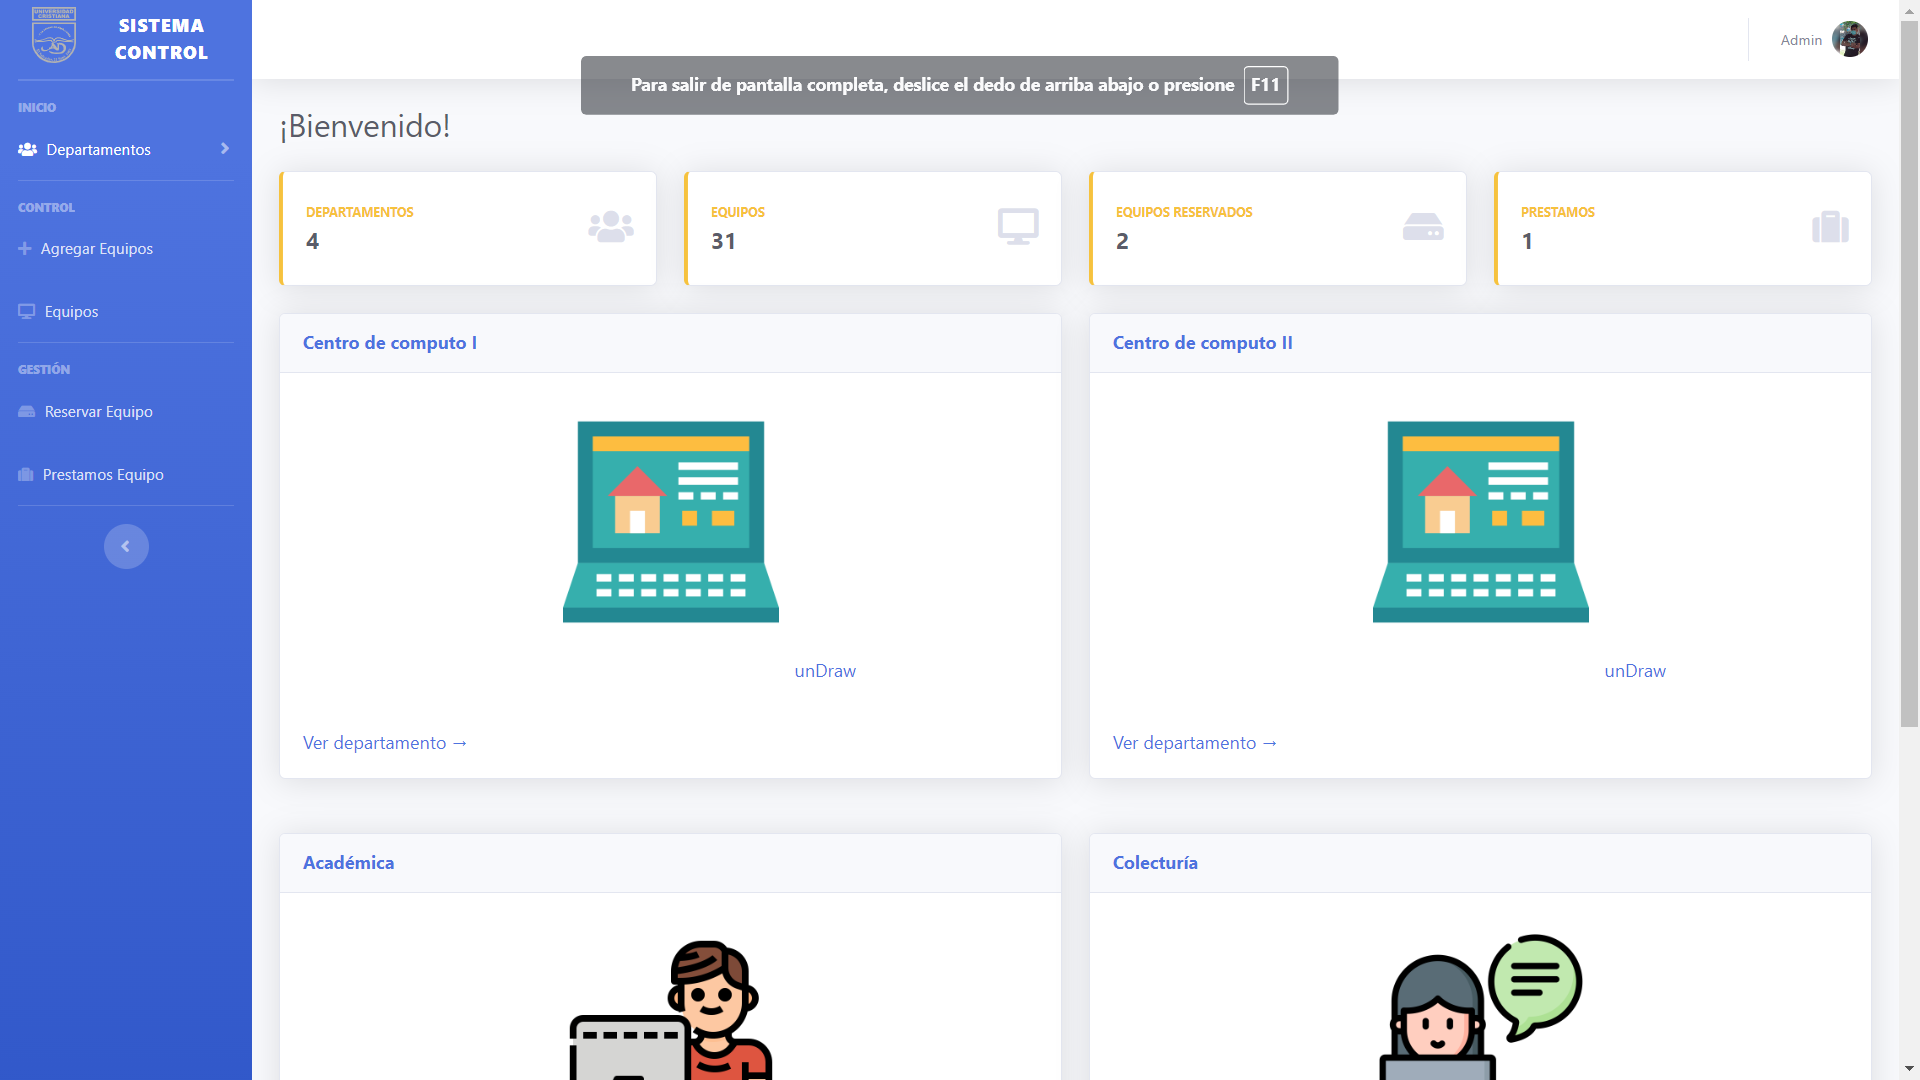 UNIVERSIDAD
CRISTIANA
SISTEMA
CONTROL
Admin
Para salir de pantalla completa, deslice el dedo de arriba abajo o presione F11
INICIO
Departamentos
CONTROL
Agregar Equipos
Equipos
GESTIÓN
Reservar Equipo
Prestamos Equipo
¡Bienvenido!
DEPARTAMENTOS
4
EQUIPOS
31
EQUIPOS RESERVADOS
2
PRESTAMOS
1
Centro de computo I
unDraw
Ver departamento →
Centro de computo II
unDraw
Ver departamento →
Académica
Colecturía